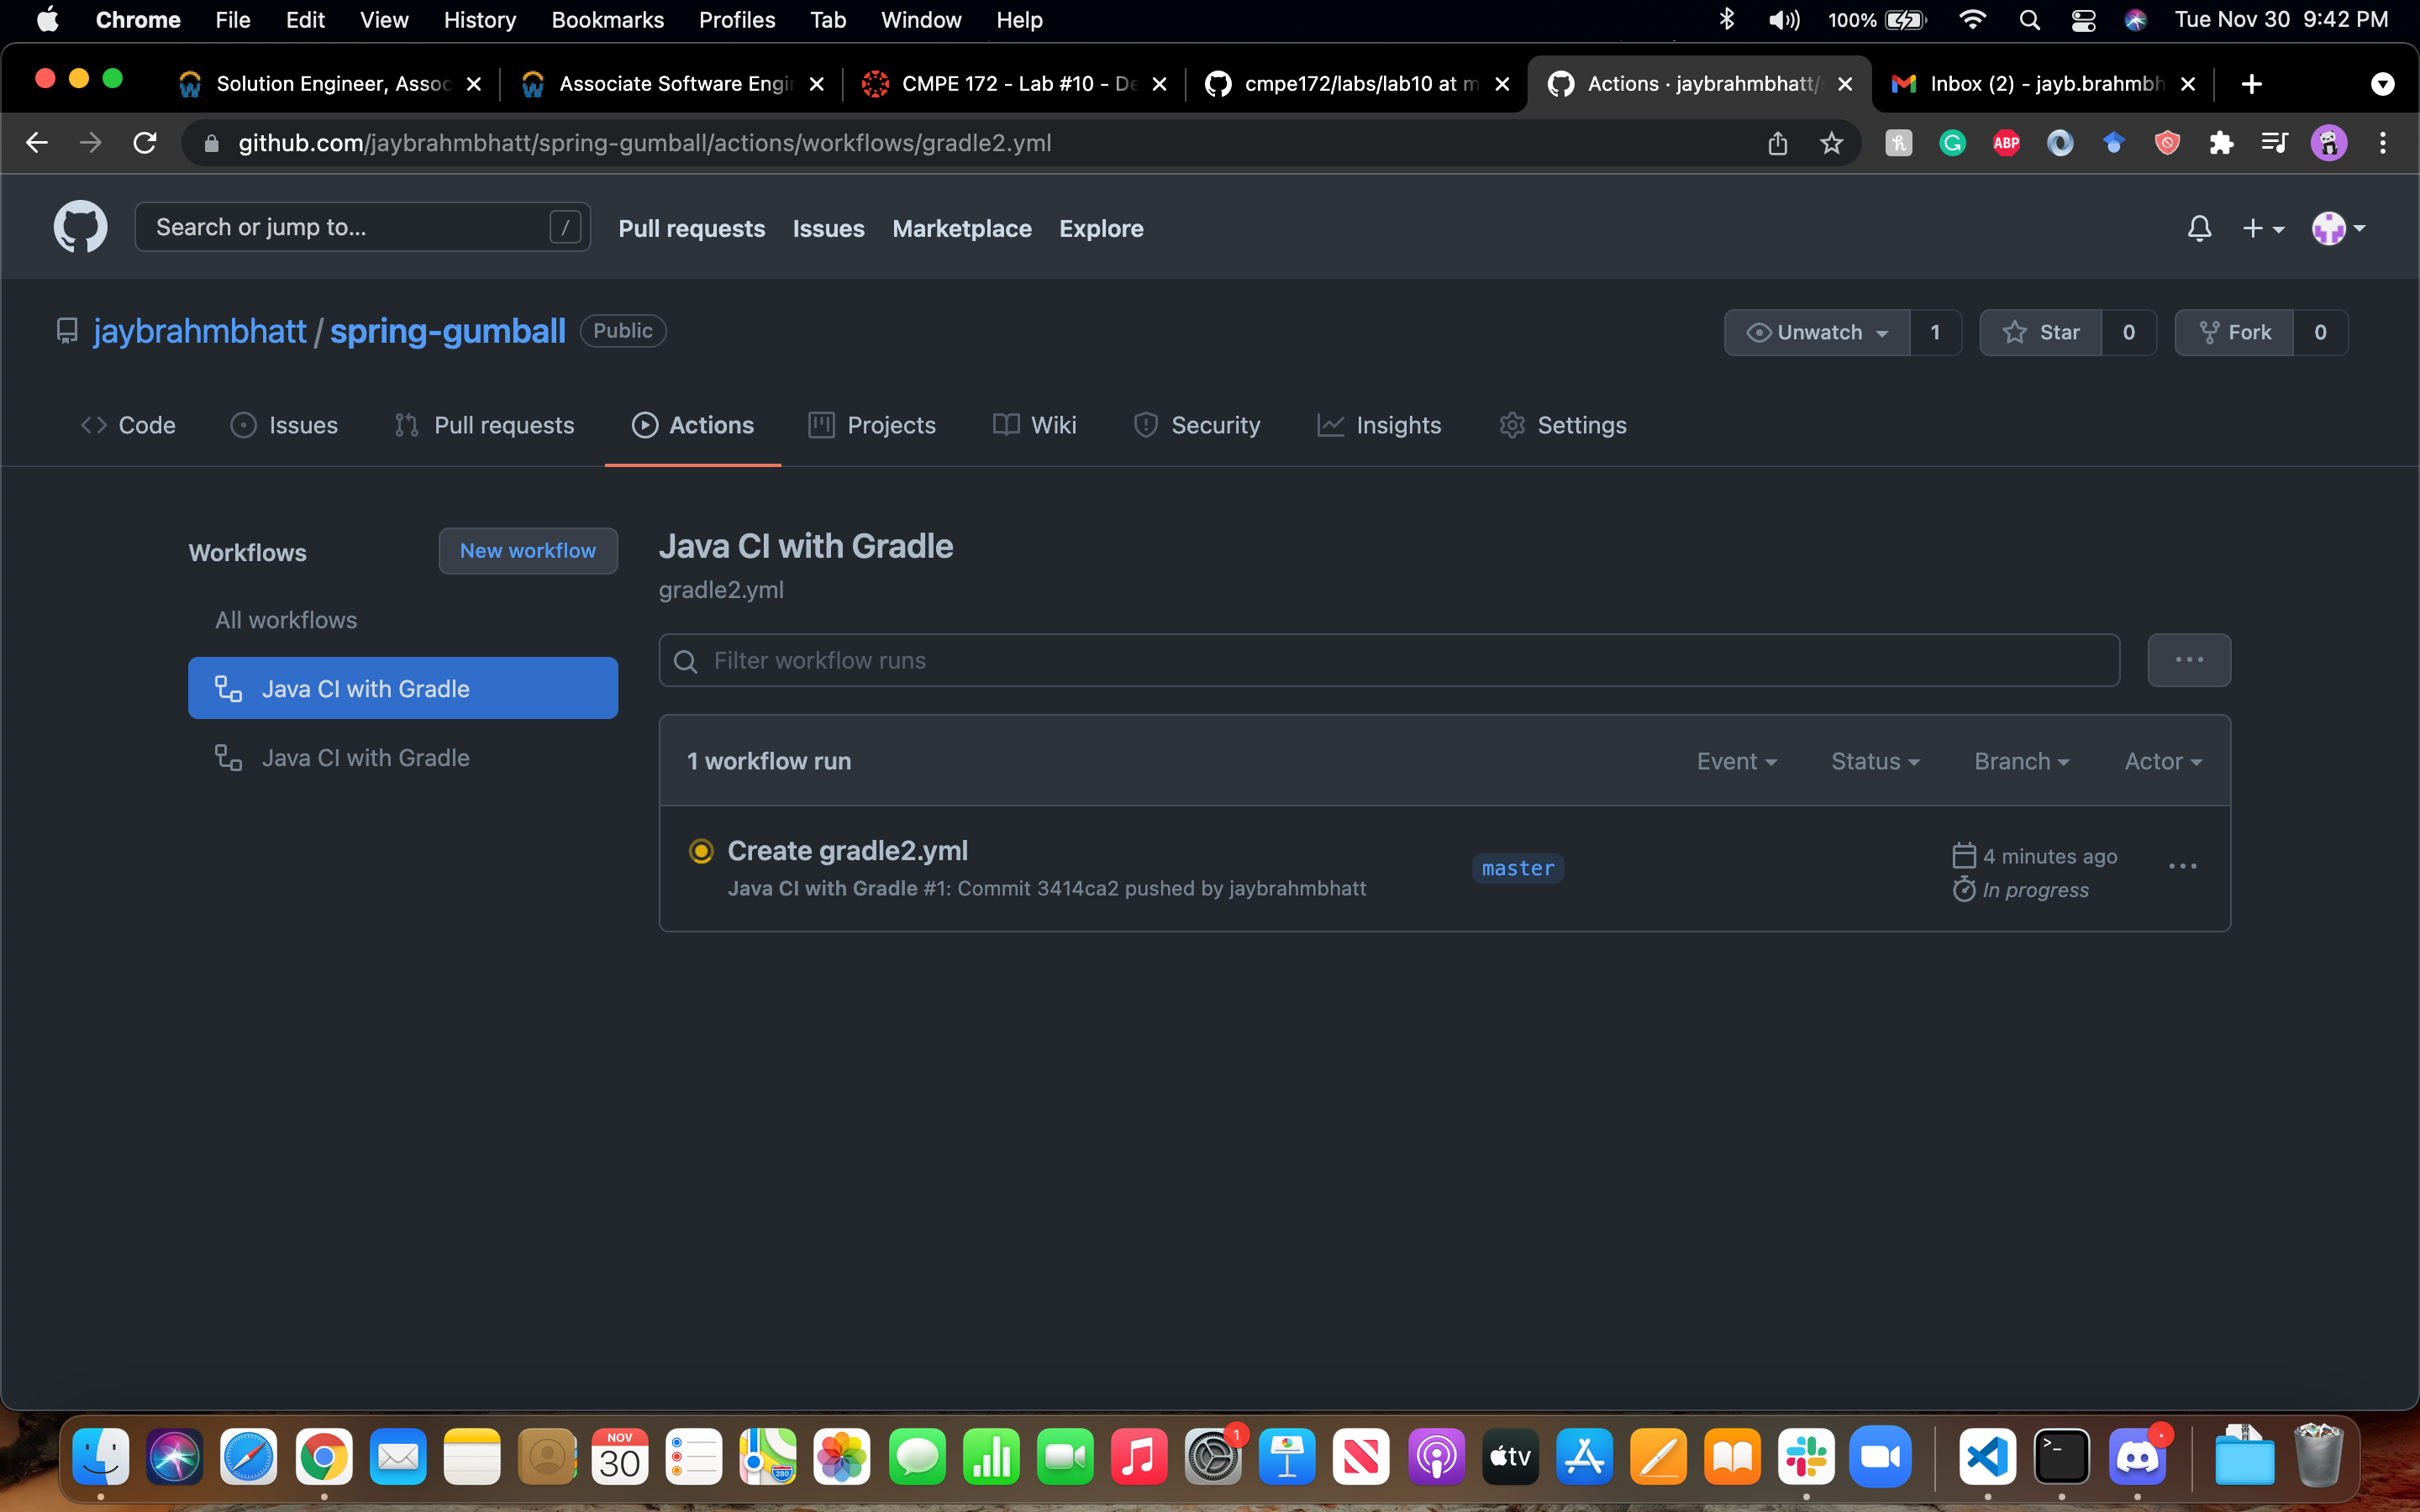 Chrome File Edit View History Bookmarks Profiles Tab Window Help 100% Tue Nov 30 9:42 PM
Solution Engineer, Assoc Associate Software Engi CMPE 172 - Lab #10 - De cmpe172/labs/lab10 at m Actions · jaybrahmbhatt/ Inbox (2) - jayb.brahmbh
github.com/jaybrahmbhatt/spring-gumball/actions/workflows/gradle2.yml ABP
Search or jump to... / Pull requests Issues Marketplace Explore
jaybrahmbhatt / spring-gumball Public Unwatch 1 Star 0 Fork 0
Code Issues Pull requests Actions Projects Wiki Security Insights Settings
Workflows New workflow
All workflows
Java CI with Gradle
Java CI with Gradle
Java CI with Gradle
gradle2.yml
Filter workflow runs
1 workflow run Event Status Branch Actor
Create gradle2.yml
Java CI with Gradle #1: Commit 3414ca2 pushed by jaybrahmbhatt
master
4 minutes ago
In progress
NOV
30
280
1
tv